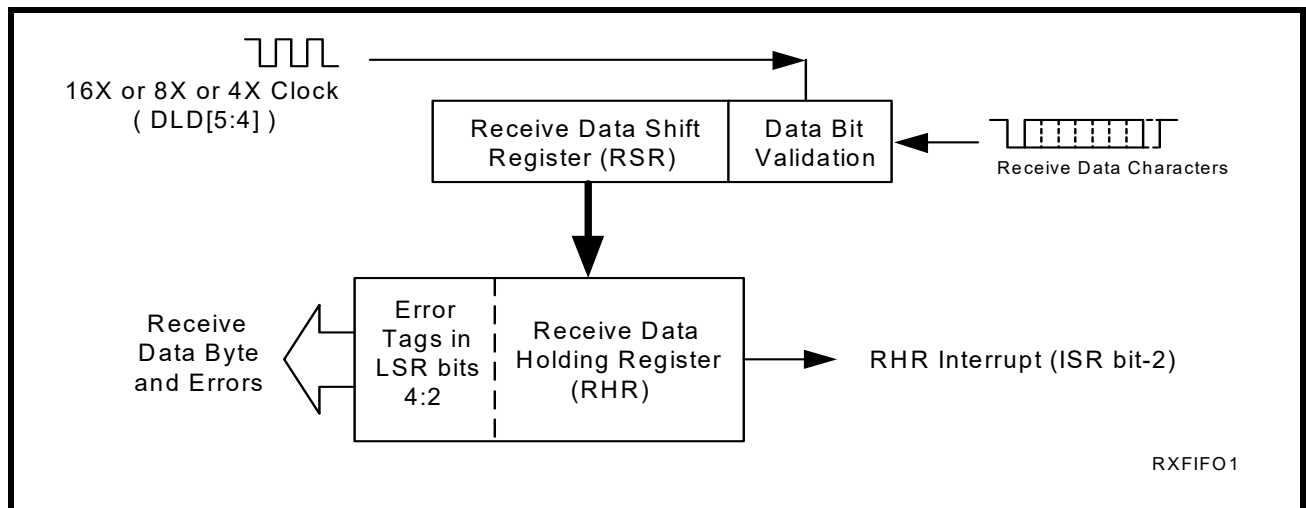 16X or 8X or 4X Clock
( DLD[5:4] )
Receive Data Shift
Register (RSR)
Data Bit
Validation
Receive Data Characters
Receive
Data Byte
and Errors
Error
Tags in
LSR bits
4:2
Receive Data
Holding Register
(RHR)
RHR Interrupt (ISR bit-2)
RXFIFO1